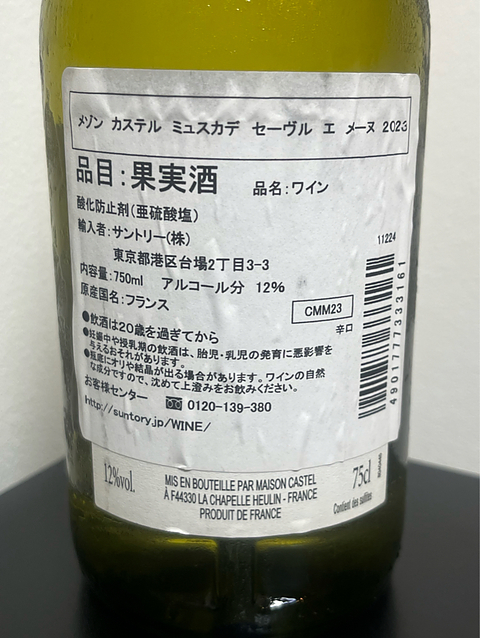 メゾン カステル ミュスカデ セーヴル エ メーヌ 2023
品目:果実酒 品名:ワイン
酸化防止剤(亜硫酸塩)
輸入者:サントリー(株)
東京都港区台場2丁目3-3
11224
内容量:750ml アルコール分 12%
原産国名:フランス
CMM23
辛口
●飲酒は20歳を過ぎてから
●妊娠中や授乳期の飲酒は、胎児・乳児の発育に悪影響を
与えるおそれがあります。
●瓶底にオリや結晶が出る場合があります。ワインの自然
な成分ですので、沈めて上澄みをお飲みください。
お客様センター 0120-139-380
http://suntory.jp/WINE/
4901777333161
12%vol.
MIS EN BOUTEILLE PAR MAISON CASTEL
À F44330 LA CHAPELLE HEULIN - FRANCE
PRODUIT DE FRANCE
75cl
Contient des sulfites